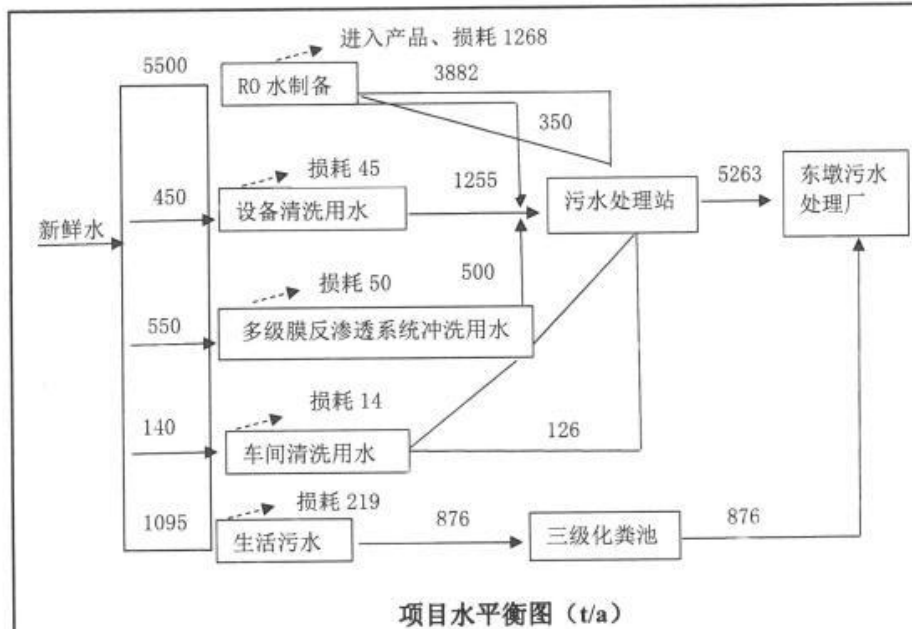 进入产品、损耗 1268
5500
3882
RO 水制备
350
损耗 45
1255
5263
450
设备清洗用水
污水处理站
东墩污水
处理厂
新鲜水
损耗 50
500
550
多级膜反渗透系统冲洗用水
损耗 14
140
126
车间清洗用水
损耗 219
1095
876
876
生活污水
三级化粪池
项目水平衡图（t/a）